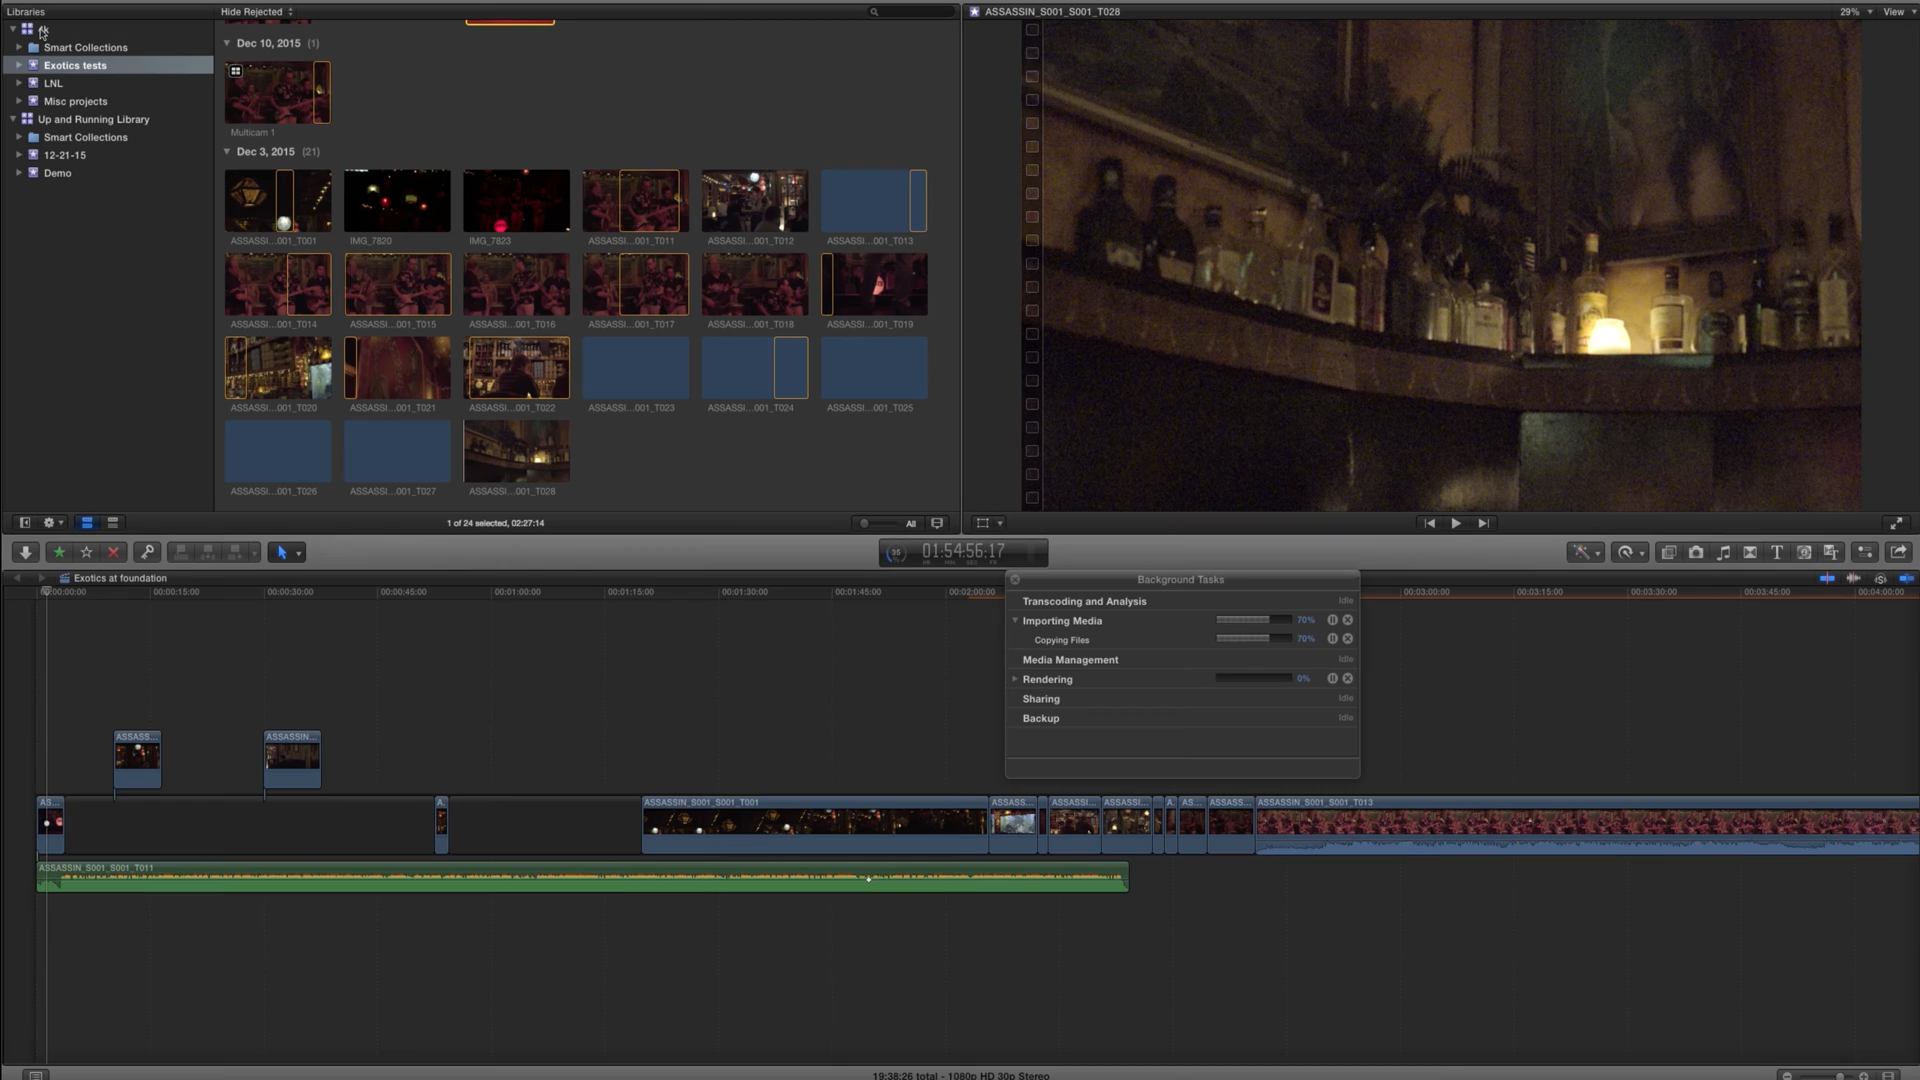 Libraries
Hide Rejected
ASSASSIN_S001_S001_T028
29%
View
Smart Collections
Exotics tests
LNL
Misc projects
Up and Running Library
Smart Collections
12-21-15
Demo
Dec 10, 2015 (1)
Multicam 1
Dec 3, 2015 (21)
ASSASSI...001_T001
IMG_7820
IMG_7823
ASSASSI...001_T011
ASSASSI...001_T012
ASSASSI...001_T013
ASSASSI...001_T014
ASSASSI...001_T015
ASSASSI...001_T016
ASSASSI...001_T017
ASSASSI...001_T018
ASSASSI...001_T019
ASSASSI...001_T020
ASSASSI...001_T021
ASSASSI...001_T022
ASSASSI...001_T023
ASSASSI...001_T024
ASSASSI...001_T025
ASSASSI...001_T026
ASSASSI...001_T027
ASSASSI...001_T028
1 of 24 selected, 02:27:14
All
35
01:54:56:17
HR MIN SEC FR
Exotics at foundation
00:00:00
00:00:15:00
00:00:30:00
00:00:45:00
00:01:00:00
00:01:15:00
00:01:30:00
00:01:45:00
00:02:00:00
00:03:00:00
00:03:15:00
00:03:30:00
00:03:45:00
00:04:00:00
Background Tasks
Transcoding and Analysis Idle
Importing Media 70%
Copying Files 70%
Media Management Idle
Rendering 0%
Sharing Idle
Backup Idle
ASSASS...
ASSASSIN...
AS...
A.
ASSASSIN_S001_S001_T001
ASSASS...
ASSASSI...
ASSASSI...
A.
AS...
ASSASS...
ASSASSIN_S001_S001_T013
ASSASSIN_S001_S001_T011
19:38:26 total - 1080p HD 30p Stereo